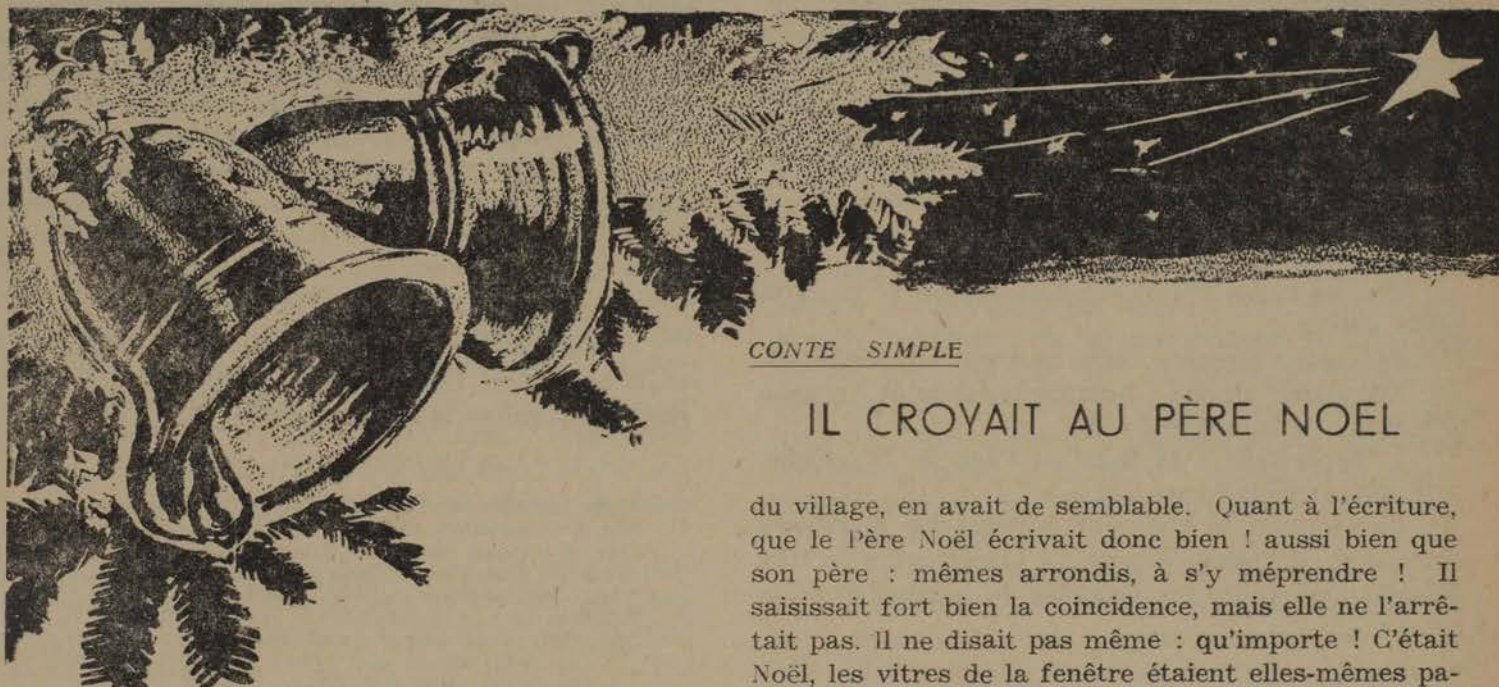 CONTE SIMPLE
IL CROYAIT AU PÈRE NOEL
du village, en avait de semblable. Quant à l'écriture,
que le Père Noël écrivait donc bien ! aussi bien que
son père : mêmes arrondis, à s'y méprendre ! Il
saisissait fort bien la coincidence, mais elle ne l'arrê-
tait pas. Il ne disait pas même : qu'importe ! C'était
Noël, les vitres de la fenêtre étaient elles-mêmes pa-